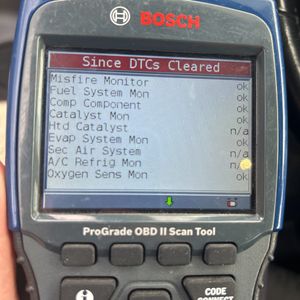 BOSCH
Since DTCs Cleared
Misfire Monitor ok
Fuel System Mon ok
Comp Component ok
Catalyst Mon ok
Htd Catalyst n/a
Evap System Mon ok
Sec Air System n/a
A/C Refrig Mon
Oxygen Sens Mon ok
ProGrade OBD II Scan Tool
CODE
CONNECT